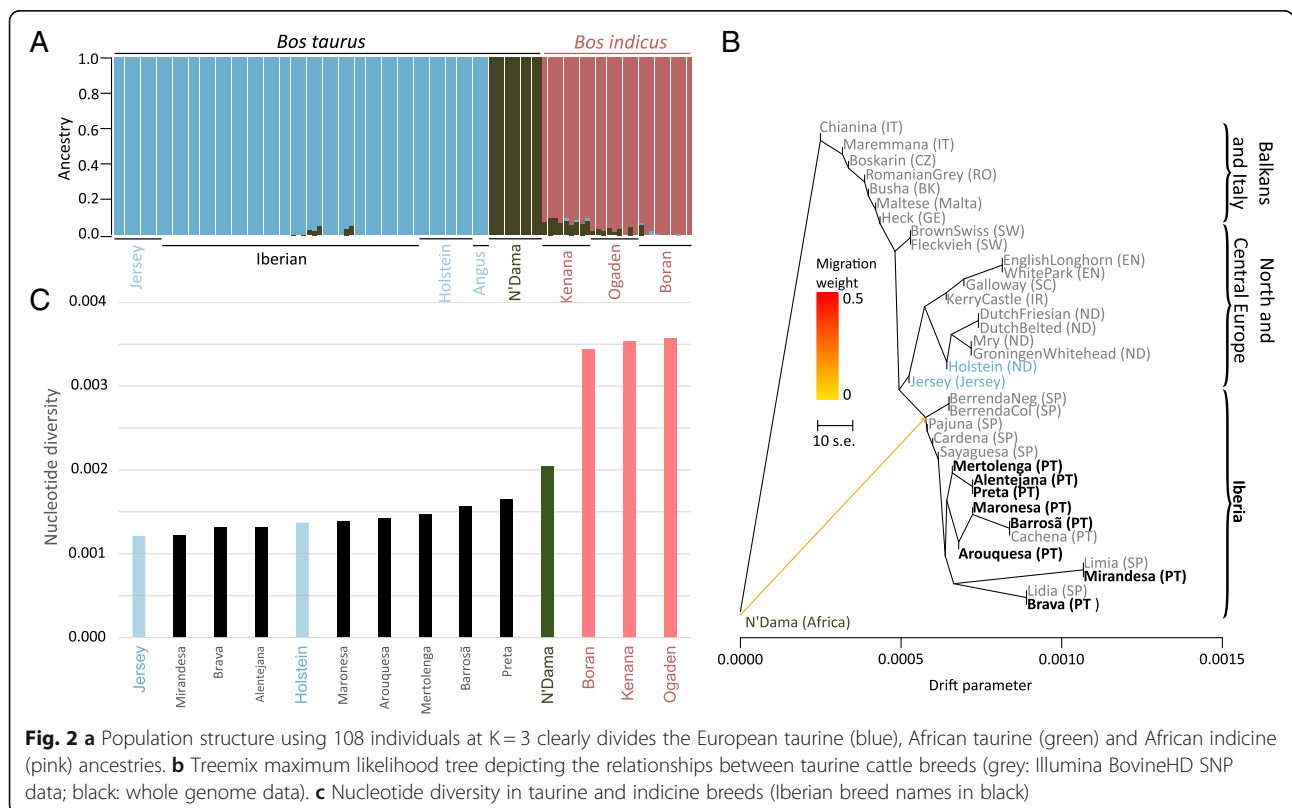 A
Bos taurus
Bos indicus
1.0
0.8
0.6
0.4
0.2
0.0
Ancestry
Jersey
Iberian
Holstein
Angus
N'Dama
Kenana
Ogaden
Boran
B
Chianina (IT)
Maremmana (IT)
Boskarin (CZ)
RomanianGrey (RO)
Busha (BK)
Maltese (Malta)
Heck (GE)
BrownSwiss (SW)
Fleckvieh (SW)
EnglishLonghorn (EN)
WhitePark (EN)
Galloway (SC)
KerryCastle (IR)
DutchFriesian (ND)
DutchBelted (ND)
Mry (ND)
GroningenWhitehead (ND)
Holstein (ND)
Jersey (Jersey)
BerrendaNeg (SP)
BerrendaCol (SP)
Pajuna (SP)
Cardena (SP)
Sayaguesa (SP)
Mertolenga (PT)
Alentejana (PT)
Preta (PT)
Maronesa (PT)
Barrosã (PT)
Cachena (PT)
Arouquesa (PT)
Limia (SP)
Mirandesa (PT)
Lidia (SP)
Brava (PT )
N'Dama (Africa)
Migration
weight
0.5
0
10 s.e.
Balkans
and Italy
North and
Central Europe
Iberia
0.0000
0.0005
0.0010
0.0015
Drift parameter
C
0.004
0.003
0.002
0.001
0.000
Nucleotide diversity
Jersey
Mirandesa
Brava
Alentejana
Holstein
Maronesa
Arouquesa
Mertolenga
Barrosã
Preta
N'Dama
Boran
Kenana
Ogaden
Fig. 2 a Population structure using 108 individuals at K = 3 clearly divides the European taurine (blue), African taurine (green) and African indicine
(pink) ancestries. b Treemix maximum likelihood tree depicting the relationships between taurine cattle breeds (grey: Illumina BovineHD SNP
data; black: whole genome data). c Nucleotide diversity in taurine and indicine breeds (Iberian breed names in black)